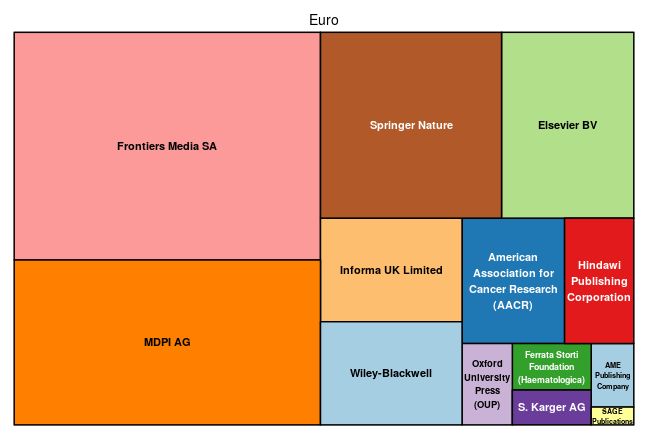 Euro
Frontiers Media SA
MDPI AG
Springer Nature
Elsevier BV
Informa UK Limited
Wiley-Blackwell
American
Association for
Cancer Research
(AACR)
Hindawi
Publishing
Corporation
Oxford
University
Press
(OUP)
Ferrata Storti
Foundation
(Haematologica)
S. Karger AG
AME
Publishing
Company
SAGE
Publications